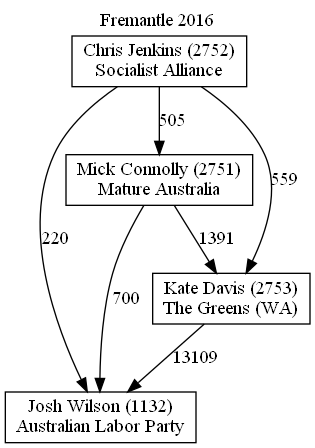 Fremantle 2016
Chris Jenkins (2752)
Socialist Alliance
505
Mick Connolly (2751)
Mature Australia
559
220
1391
700
Kate Davis (2753)
The Greens (WA)
13109
Josh Wilson (1132)
Australian Labor Party